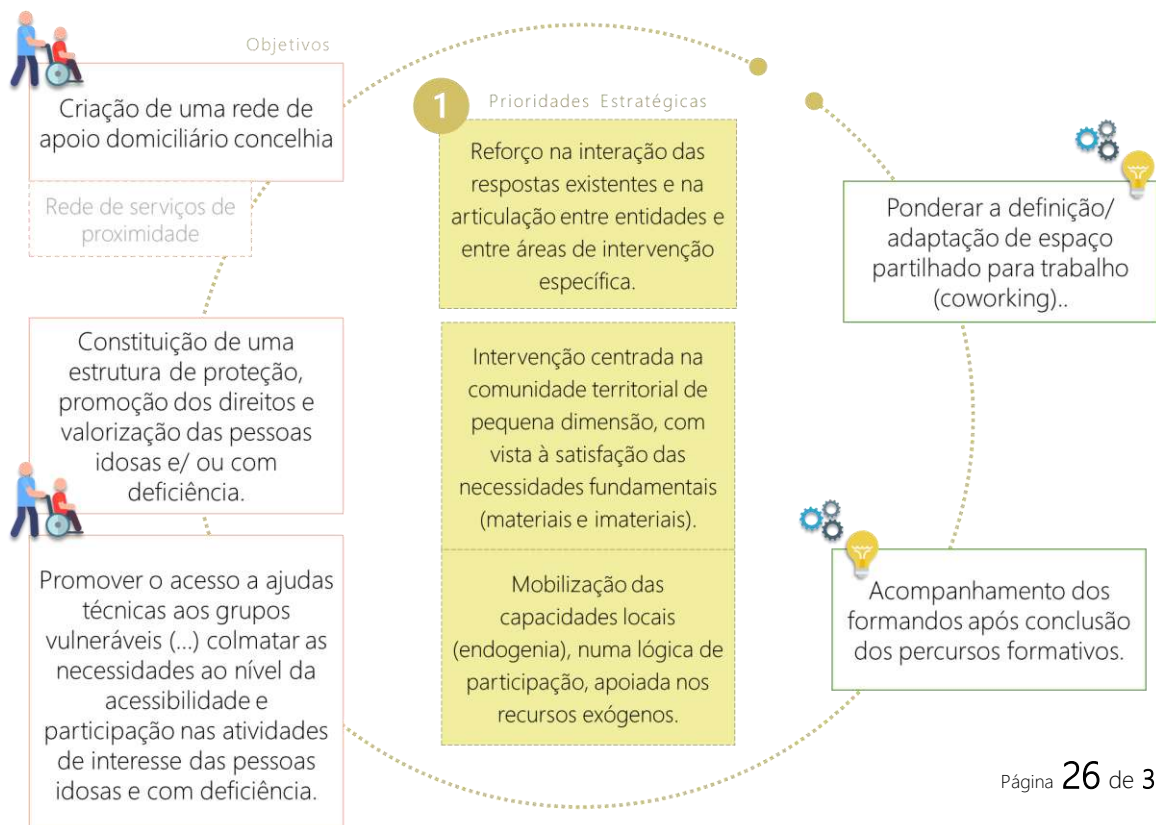 Objetivos
Criação de uma rede de
apoio domiciliário concelhia
Rede de serviços de
proximidade
Constituição de uma
estrutura de proteção,
promoção dos direitos e
valorização das pessoas
idosas e/ ou com
deficiência.
Promover o acesso a ajudas
técnicas aos grupos
vulneráveis (...) colmatar as
necessidades ao nível da
acessibilidade e
participação nas atividades
de interesse das pessoas
idosas e com deficiência.
1
Prioridades Estratégicas
Reforço na interação das
respostas existentes e na
articulação entre entidades e
entre áreas de intervenção
específica.
Intervenção centrada na
comunidade territorial de
pequena dimensão, com
vista à satisfação das
necessidades fundamentais
(materiais e imateriais).
Mobilização das
capacidades locais
(endogenia), numa lógica de
participação, apoiada nos
recursos exógenos.
Ponderar a definição/
adaptação de espaço
partilhado para trabalho
(coworking)..
Acompanhamento dos
formandos após conclusão
dos percursos formativos.
Página 26 de 3